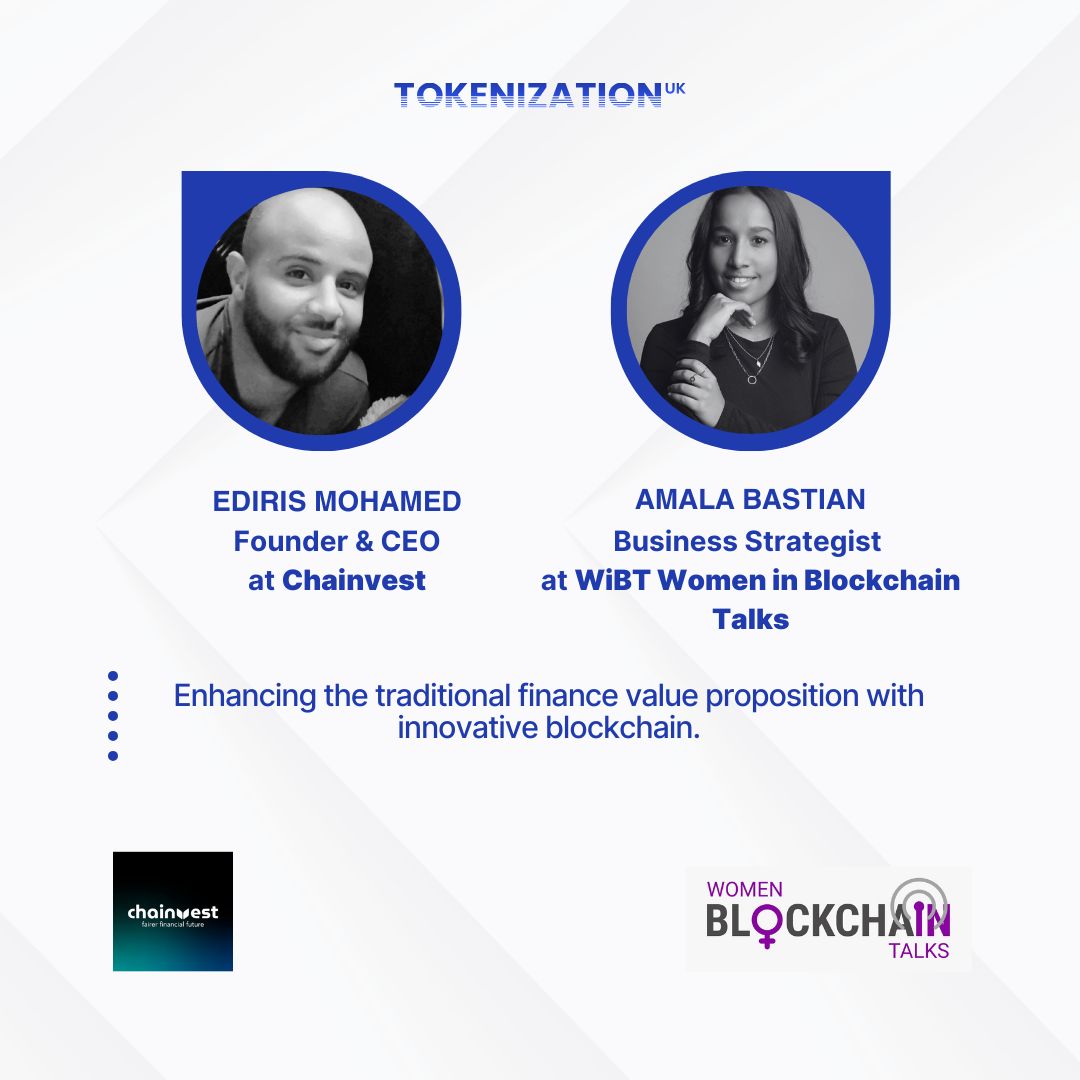 TOKENIZATION UK
EDIRIS MOHAMED
Founder & CEO
at Chainvest
AMALA BASTIAN
Business Strategist
at WiBT Women in Blockchain
Talks
Enhancing the traditional finance value proposition with
innovative blockchain.
chainvest
fairer financial future
WOMEN
BLOCKCHAIN
TALKS